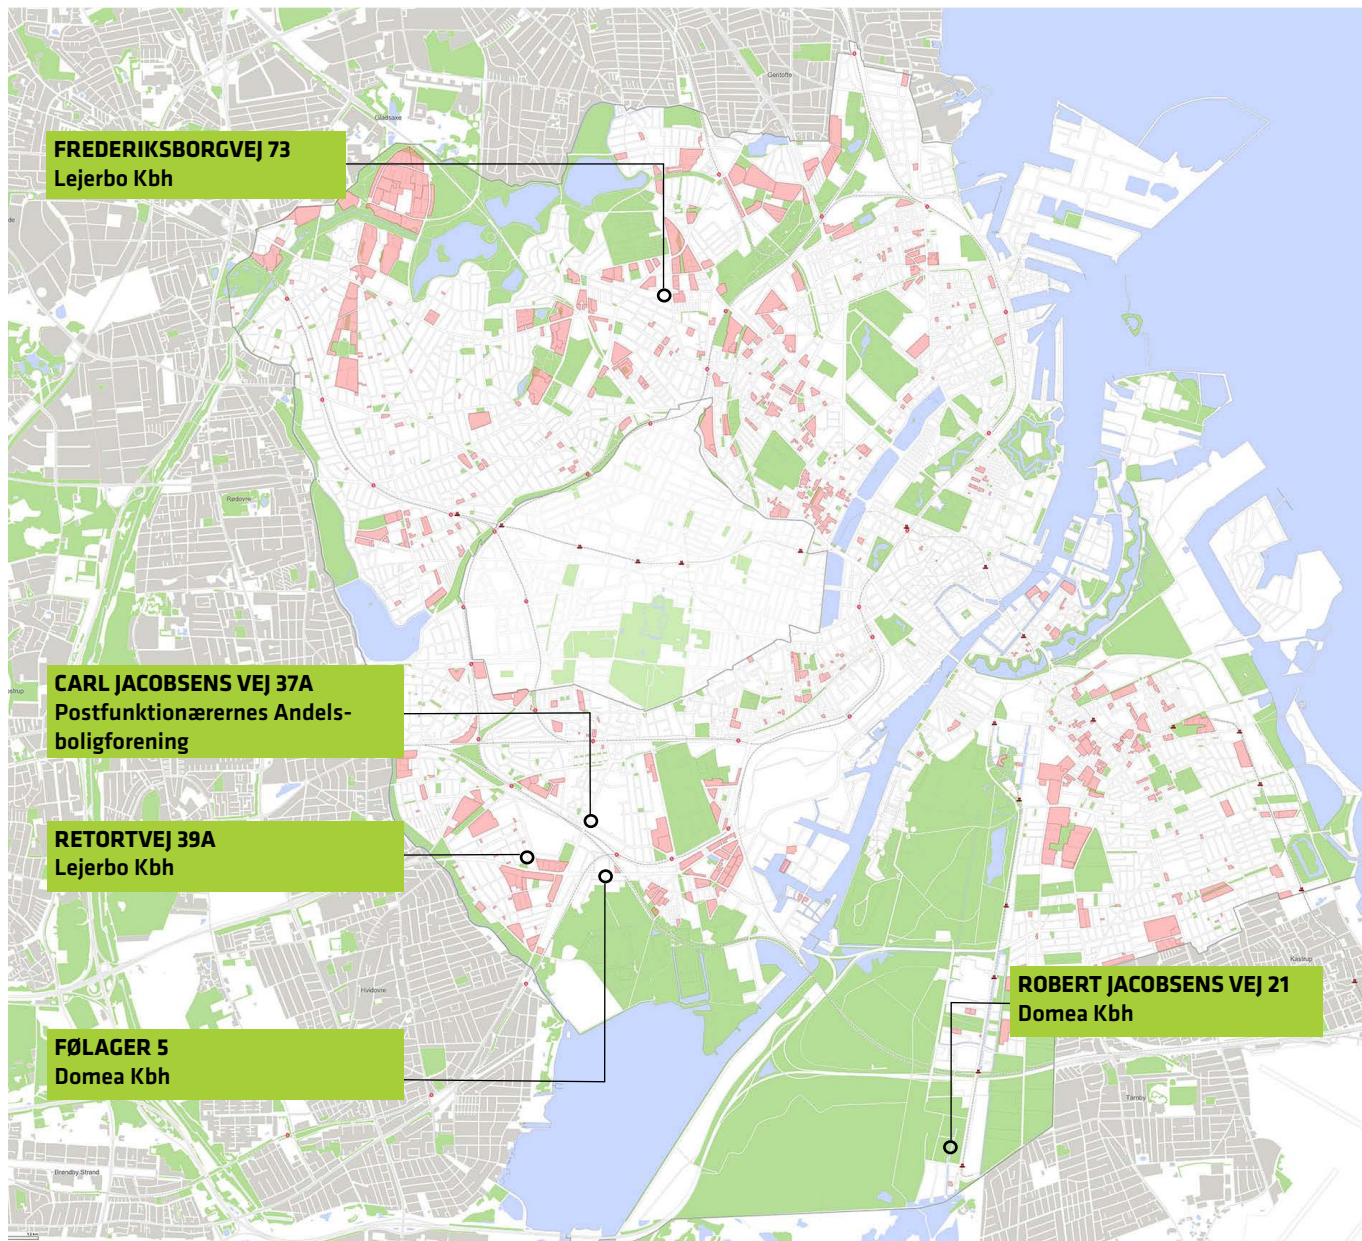 Gentofte
Gladsaxe
FREDERIKSBORGVEJ 73
Lejerbo Kbh
Rødovre
CARL JACOBSENS VEJ 37A
Postfunktionærernes Andels-
boligforening
RETORTVEJ 39A
Lejerbo Kbh
Kastrup
ROBERT JACOBSENS VEJ 21
Domea Kbh
Hvidovre
FØLAGER 5
Domea Kbh
Tårnby
Brøndby Strand